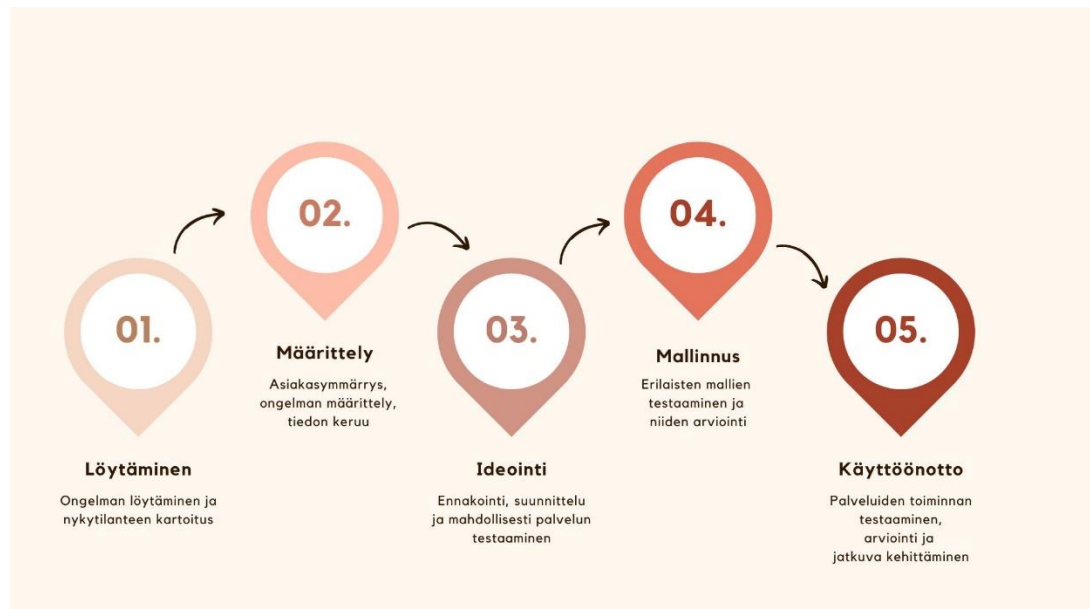 01.
Löytäminen
Ongelman löytäminen ja
nykytilanteen kartoitus
02.
Määrittely
Asiakasymmärrys,
ongelman määrittely,
tiedon keruu
03.
Ideointi
Ennakointi, suunnittelu
ja mahdollisesti palvelun
testaaminen
04.
Mallinnus
Erilaisten mallien
testaaminen ja
niiden arviointi
05.
Käyttöönotto
Palveluiden toiminnan
testaaminen,
arviointi ja
jatkuva kehittäminen